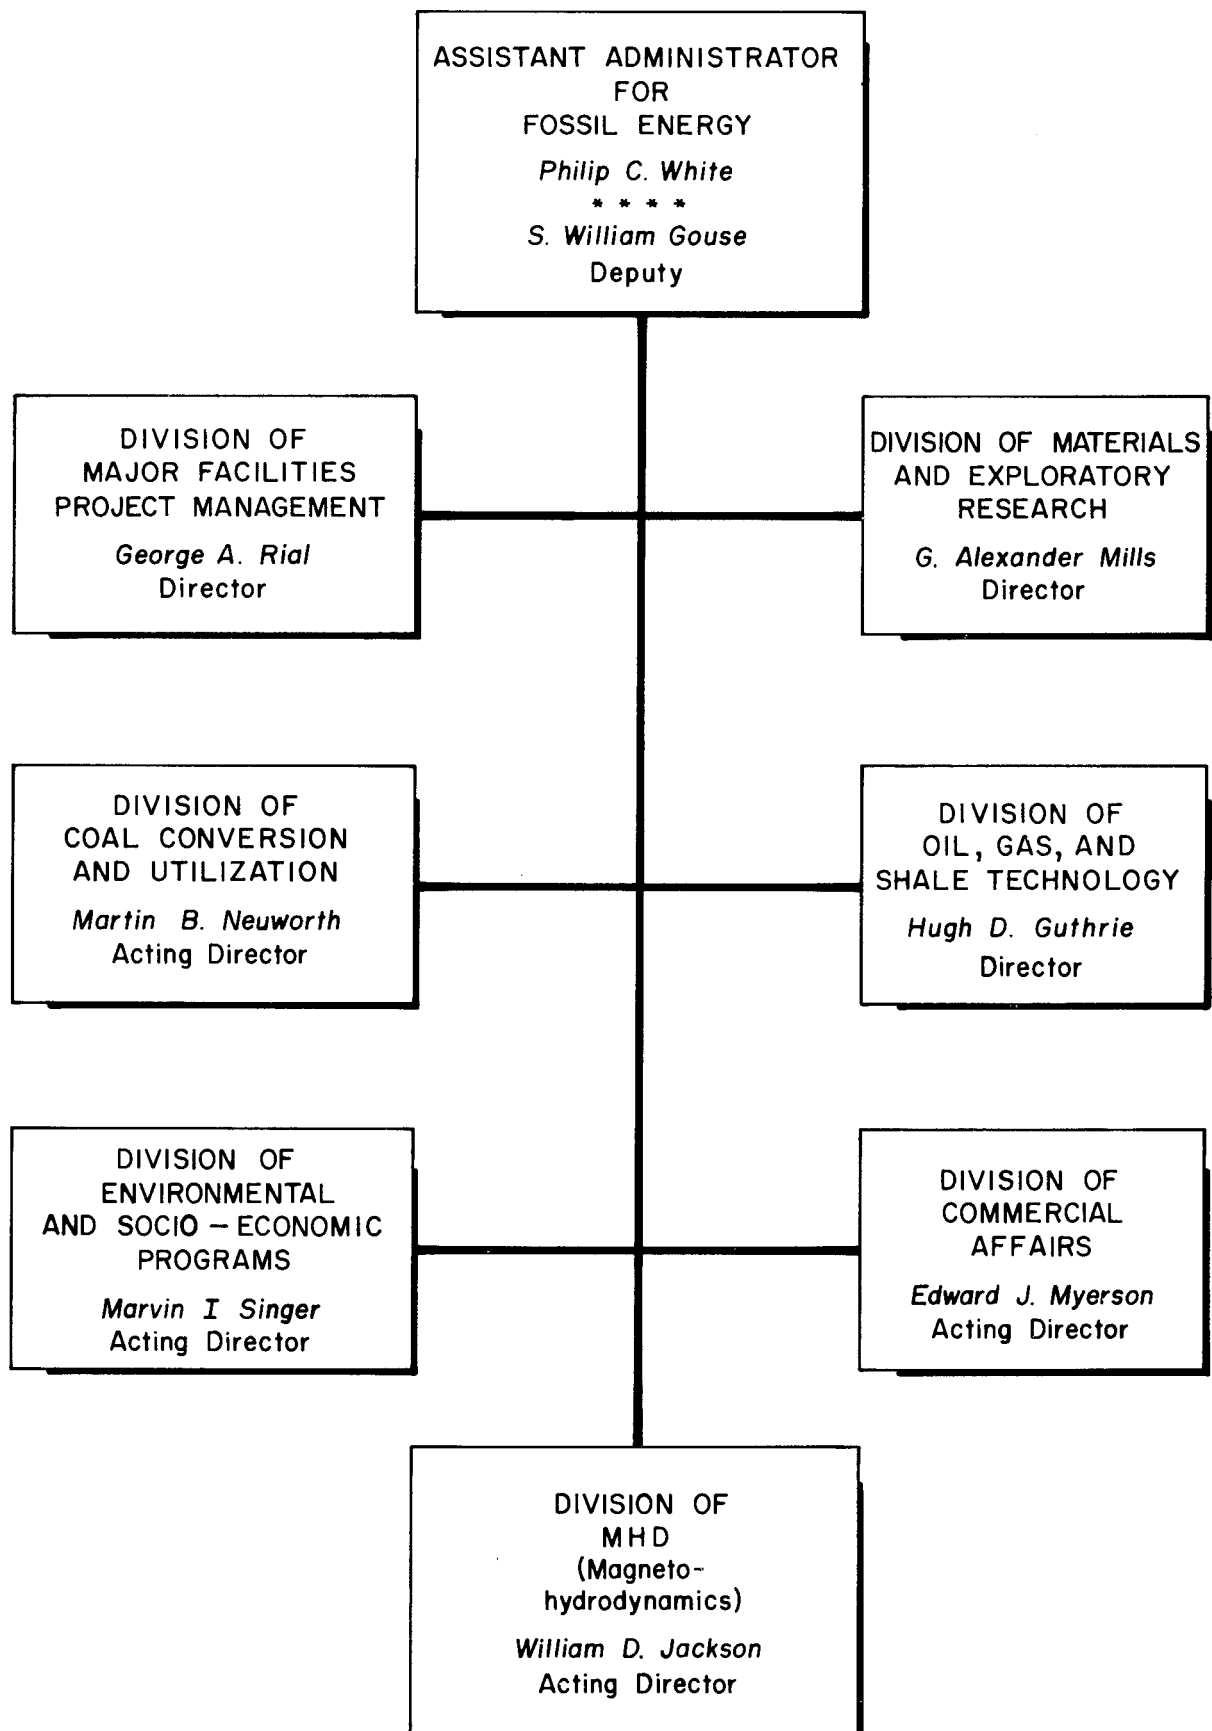 ASSISTANT ADMINISTRATOR
FOR
FOSSIL ENERGY
Philip C. White
* * * *
S. William Gouse
Deputy
DIVISION OF
MAJOR FACILITIES
PROJECT MANAGEMENT
George A. Rial
Director
DIVISION OF MATERIALS
AND EXPLORATORY
RESEARCH
G. Alexander Mills
Director
DIVISION OF
COAL CONVERSION
AND UTILIZATION
Martin B. Neuworth
Acting Director
DIVISION OF
OIL, GAS, AND
SHALE TECHNOLOGY
Hugh D. Guthrie
Director
DIVISION OF
ENVIRONMENTAL
AND SOCIO – ECONOMIC
PROGRAMS
Marvin I Singer
Acting Director
DIVISION OF
COMMERCIAL
AFFAIRS
Edward J. Myerson
Acting Director
DIVISION OF
MHD
(Magneto-
hydrodynamics)
William D. Jackson
Acting Director